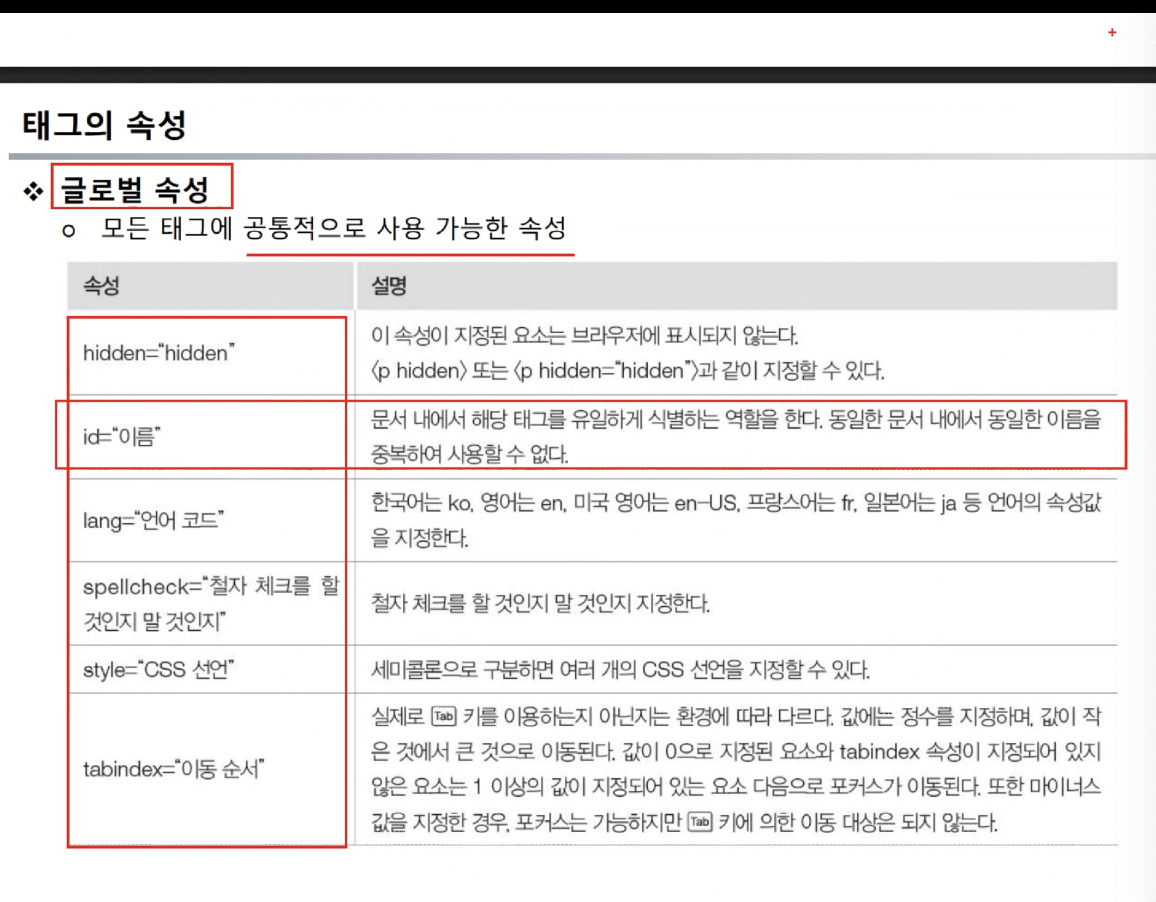 태그의 속성
❖ 글로벌 속성
o 모든 태그에 공통적으로 사용 가능한 속성
속성 설명
hidden=“hidden” 이 속성이 지정된 요소는 브라우저에 표시되지 않는다.
〈p hidden〉 또는 〈p hidden=“hidden”〉과 같이 지정할 수 있다.
id=“이름” 문서 내에서 해당 태그를 유일하게 식별하는 역할을 한다. 동일한 문서 내에서 동일한 이름을
중복하여 사용할 수 없다.
lang=“언어 코드” 한국어는 ko, 영어는 en, 미국 영어는 en-US, 프랑스어는 fr, 일본어는 ja 등 언어의 속성값
을 지정한다.
spellcheck=“철자 체크를 할
것인지 말 것인지” 철자 체크를 할 것인지 말 것인지 지정한다.
style=“CSS 선언” 세미콜론으로 구분하면 여러 개의 CSS 선언을 지정할 수 있다.
tabindex=“이동 순서” 실제로 Tab 키를 이용하는지 아닌지는 환경에 따라 다르다. 값에는 정수를 지정하며, 값이 작
은 것에서 큰 것으로 이동된다. 값이 0으로 지정된 요소와 tabindex 속성이 지정되어 있지
않은 요소는 1 이상의 값이 지정되어 있는 요소 다음으로 포커스가 이동된다. 또한 마이너스
값을 지정한 경우, 포커스는 가능하지만 Tab 키에 의한 이동 대상은 되지 않는다.